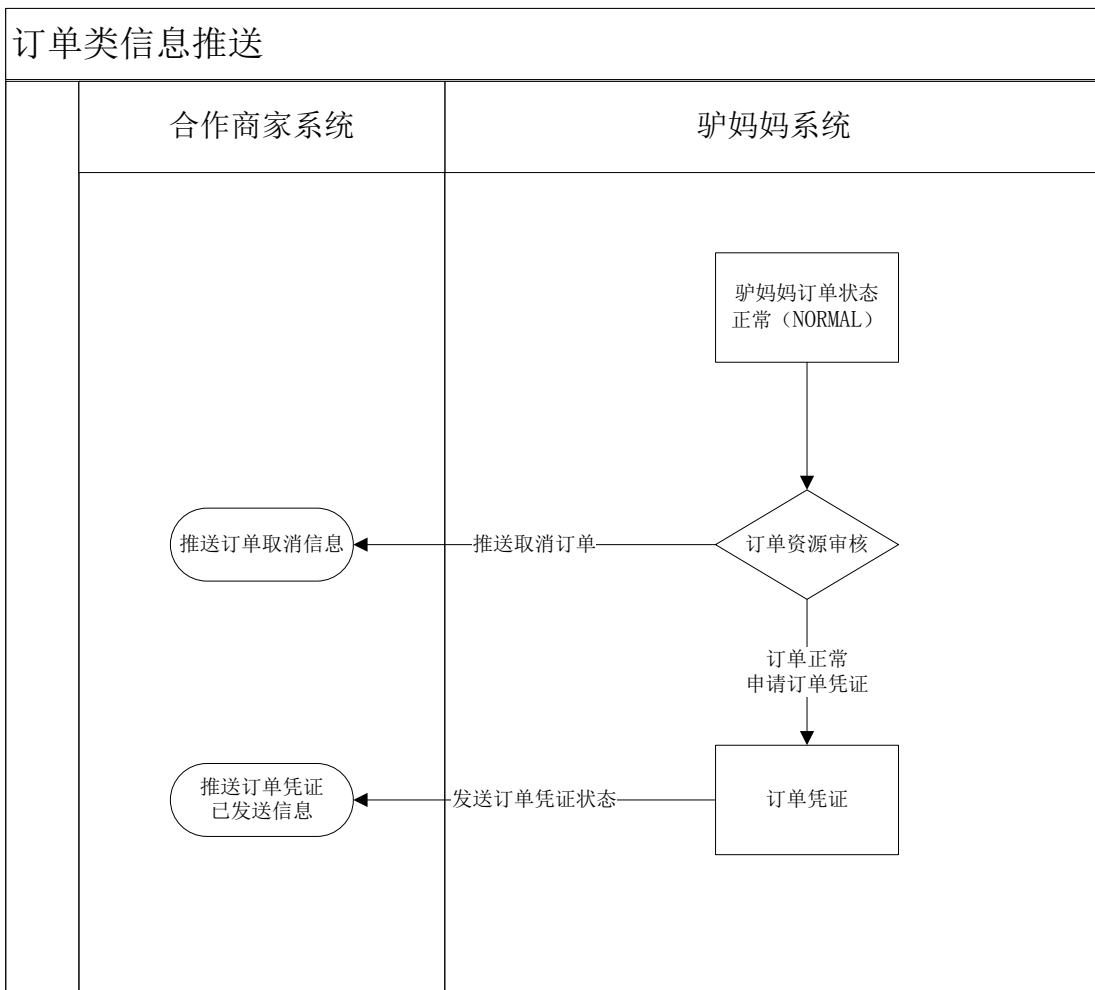 订单类信息推送
合作商家系统
驴妈妈系统
驴妈妈订单状态
正常（NORMAL）
推送订单取消信息
推送取消订单
订单资源审核
订单正常
申请订单凭证
推送订单凭证
已发送信息
发送订单凭证状态
订单凭证